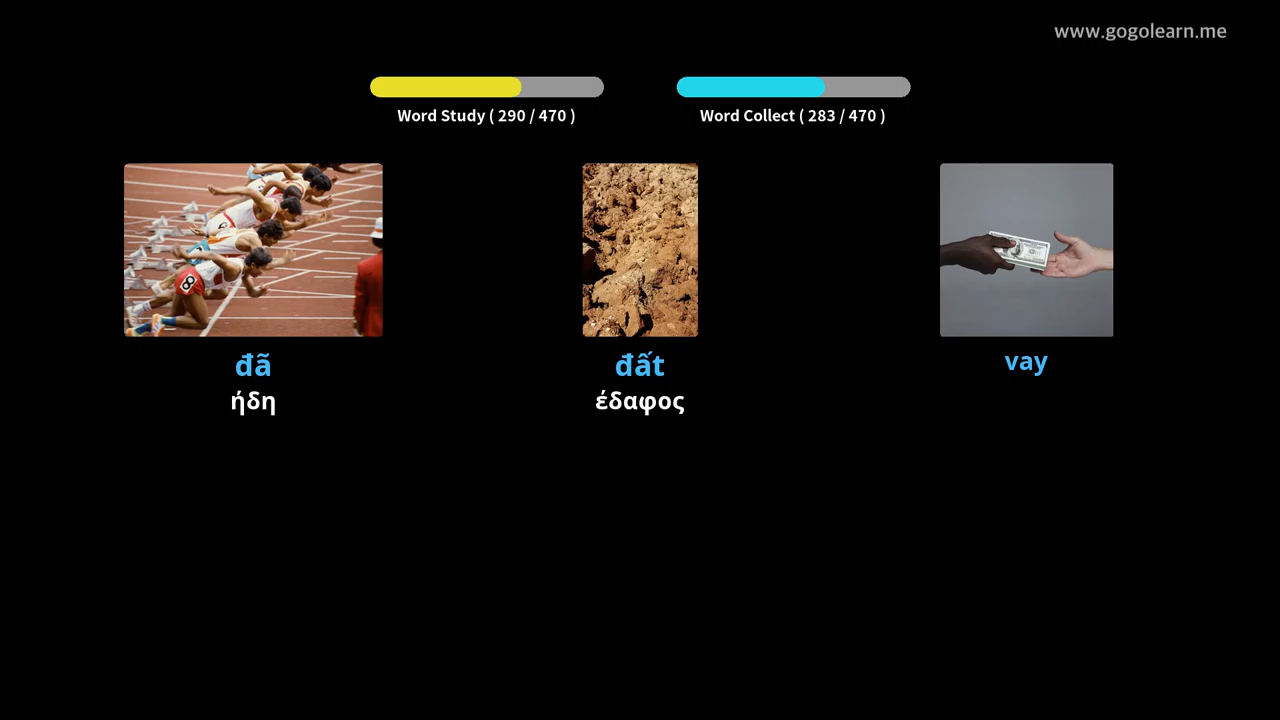 www.gogolearn.me
Word Study ( 290 / 470 )
Word Collect ( 283 / 470 )
đã
ήδη
đất
έδαφος
vay